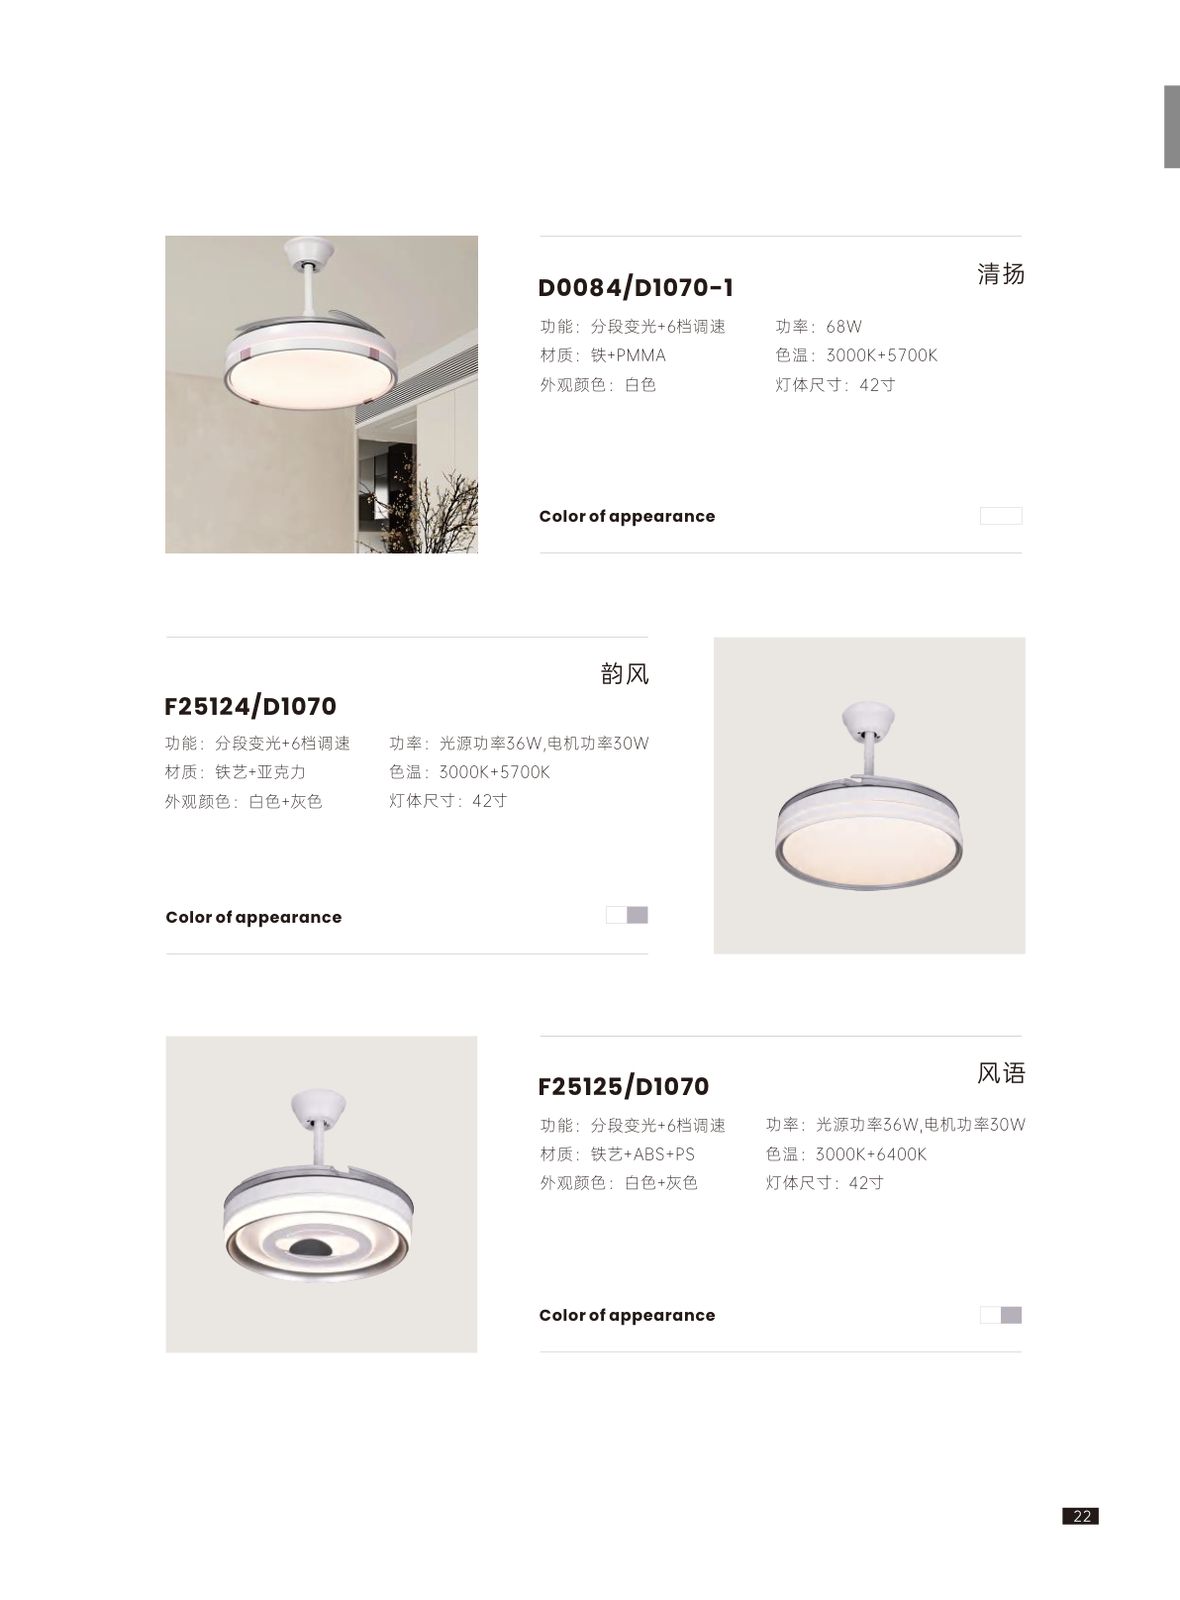 清扬
D0084/D1070-1
功能：分段变光+6档调速 功率：68W
材质：铁+PMMA 色温：3000K+5700K
外观颜色：白色 灯体尺寸：42寸
Color of appearance
韵风
F25124/D1070
功能：分段变光+6档调速 功率：光源功率36W,电机功率30W
材质：铁艺+亚克力 色温：3000K+5700K
外观颜色：白色+灰色 灯体尺寸：42寸
Color of appearance
风语
F25125/D1070
功能：分段变光+6档调速 功率：光源功率36W,电机功率30W
材质：铁艺+ABS+PS 色温：3000K+6400K
外观颜色：白色+灰色 灯体尺寸：42寸
Color of appearance
22